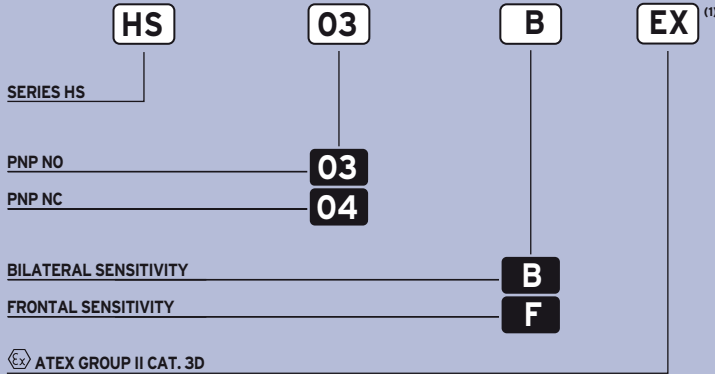 HS 03 B EX (1)
SERIES HS
PNP NO 03
PNP NC 04
BILATERAL SENSITIVITY B
FRONTAL SENSITIVITY F
Ex ATEX GROUP II CAT. 3D